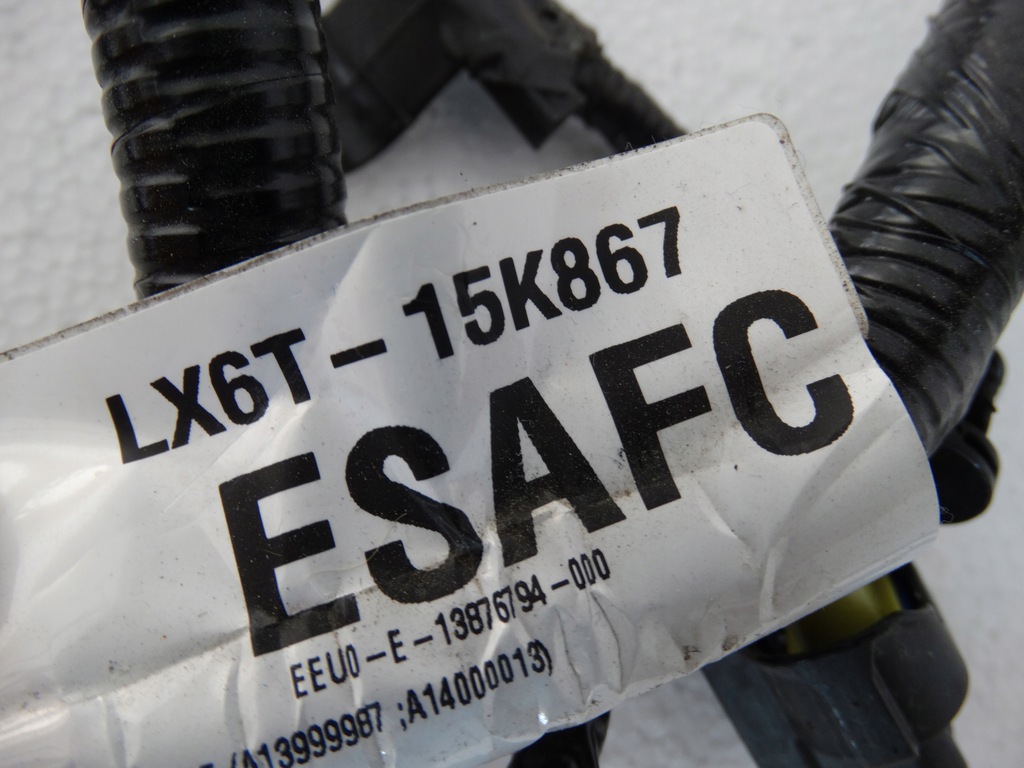 LX6T-15K867
ESAFC
EEU0-E-13876794-000
(A13999987 ;A14000013)